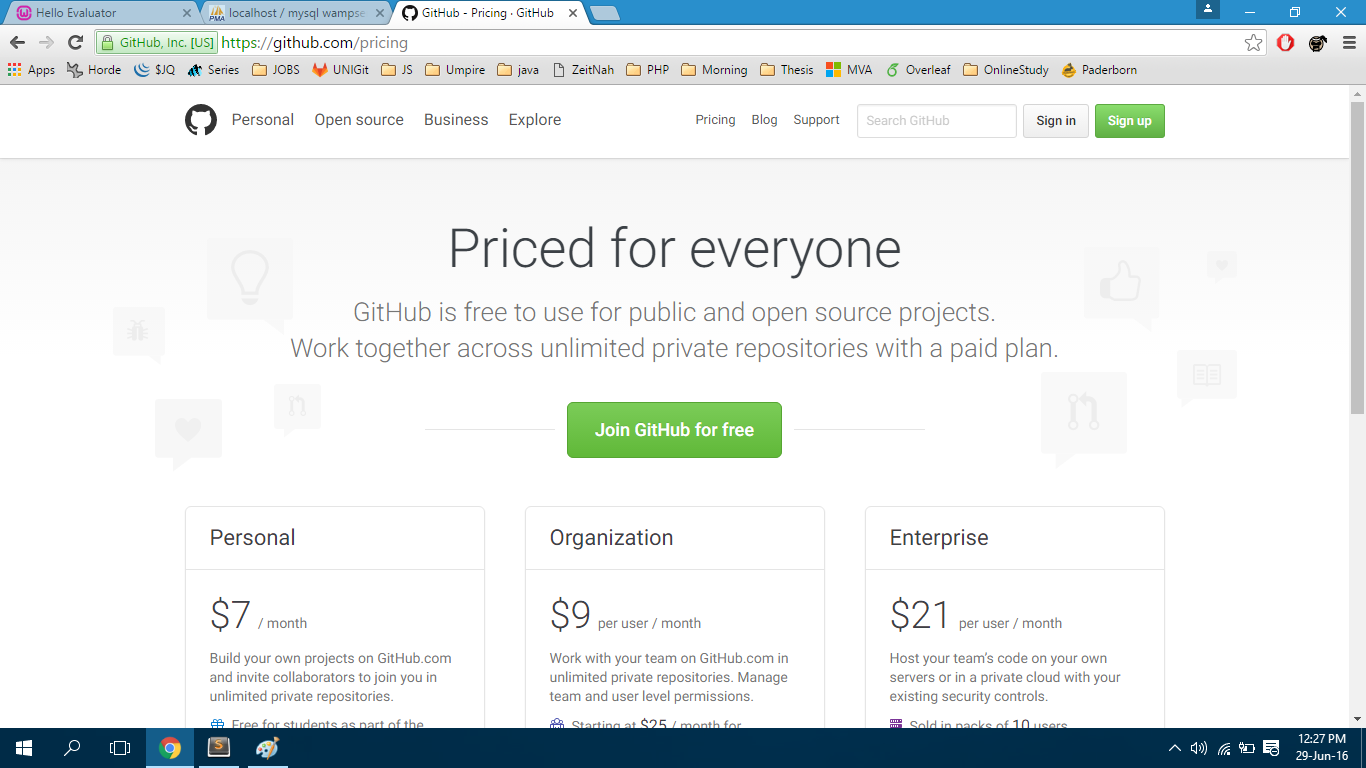 Hello Evaluator
localhost / mysql wampse
GitHub - Pricing · GitHub
GitHub, Inc. [US] https://github.com/pricing
Apps Horde $JQ Series JOBS UNIGit JS Umpire java ZeitNah PHP Morning Thesis MVA Overleaf OnlineStudy Paderborn
Personal Open source Business Explore Pricing Blog Support Search GitHub Sign in Sign up
Priced for everyone
GitHub is free to use for public and open source projects.
Work together across unlimited private repositories with a paid plan.
Join GitHub for free
Personal
$7 / month
Build your own projects on GitHub.com
and invite collaborators to join you in
unlimited private repositories.
Free for students as part of the
Organization
$9 per user / month
Work with your team on GitHub.com in
unlimited private repositories. Manage
team and user level permissions.
Starting at $25 / month for
Enterprise
$21 per user / month
Host your team’s code on your own
servers or in a private cloud with your
existing security controls.
Sold in packs of 10 users
12:27 PM
29-Jun-16